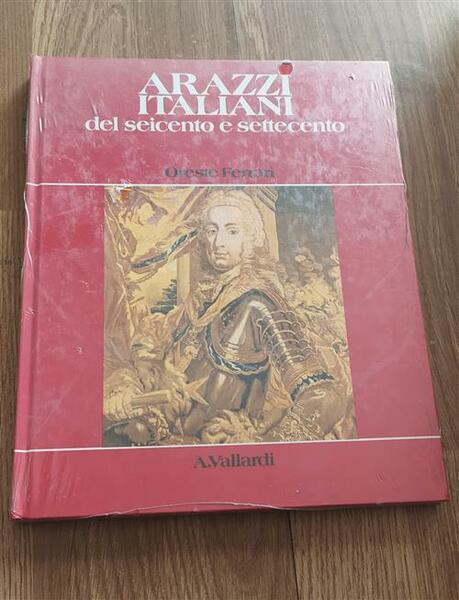 ARAZZI
ITALIANI
del seicento e settecento
Oreste Ferrari
A.Vallardi